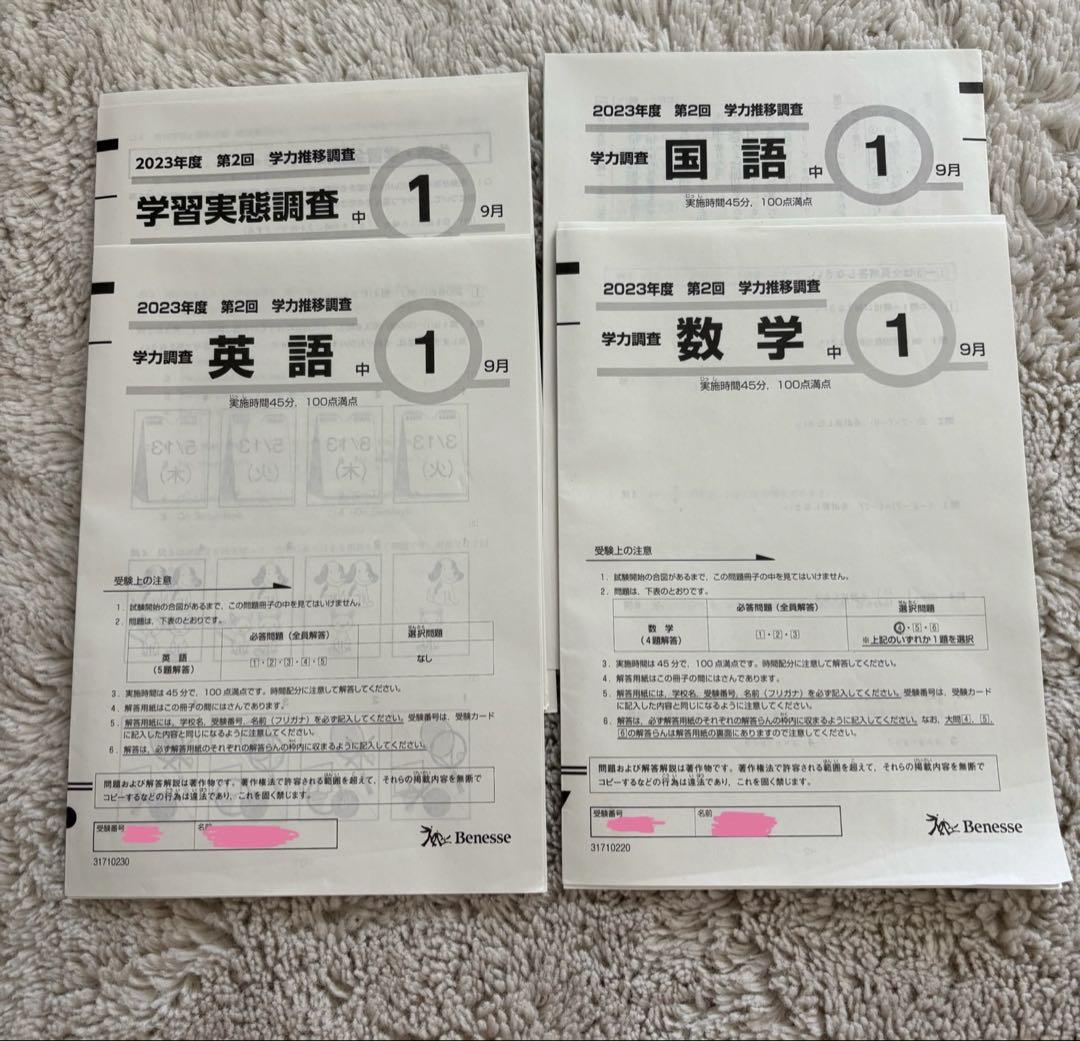 2023年度 第2回 学力推移調査
学習実態調査 中 1 9月
2023年度 第2回 学力推移調査
学力調査 国語 中 1 9月
実施時間45分，100点満点
2023年度 第2回 学力推移調査
学力調査 英語 中 1 9月
実施時間45分，100点満点
受験上の注意
1．試験開始の合図があるまで，この問題冊子の中を見てはいけません。
2．問題は，下表のとおりです。
必答問題（全員解答） 選択問題
英語 1・2・3・4・5 なし
（5題解答）
3．実施時間は45分で，100点満点です。時間配分に注意して解答してください。
4．解答用紙はこの冊子の間にはさんであります。
5．解答用紙には，学校名，受験番号，名前（フリガナ）を必ず記入してください。受験番号は，受験カード
に記入した内容と同じになるように注意してください。
6．解答は，必ず解答用紙のそれぞれの解答らんの枠内に収まるように記入してください。
問題および解答解説は著作物です。著作権法で許容される範囲を超えて，それらの掲載内容を無断で
コピーするなどの行為は違法であり，これを固く禁じます。
受験番号 名前
Benesse
31710230
2023年度 第2回 学力推移調査
学力調査 数学 中 1 9月
実施時間45分，100点満点
受験上の注意
1．試験開始の合図があるまで，この問題冊子の中を見てはいけません。
2．問題は，下表のとおりです。
必答問題（全員解答） 選択問題
数学 1・2・3 4・5・6
（4題解答） ※上記のいずれか1題を選択
3．実施時間は45分で，100点満点です。時間配分に注意して解答してください。
4．解答用紙はこの冊子の間にはさんであります。
5．解答用紙には，学校名，受験番号，名前（フリガナ）を必ず記入してください。受験番号は，受験カード
に記入した内容と同じになるように注意してください。
6．解答は，必ず解答用紙のそれぞれの解答らんの枠内に収まるように記入してください。なお，大問4，5，
6の解答らんは解答用紙の裏面にありますので注意してください。
問題および解答解説は著作物です。著作権法で許容される範囲を超えて，それらの掲載内容を無断で
コピーするなどの行為は違法であり，これを固く禁じます。
受験番号 名前
Benesse
31710220